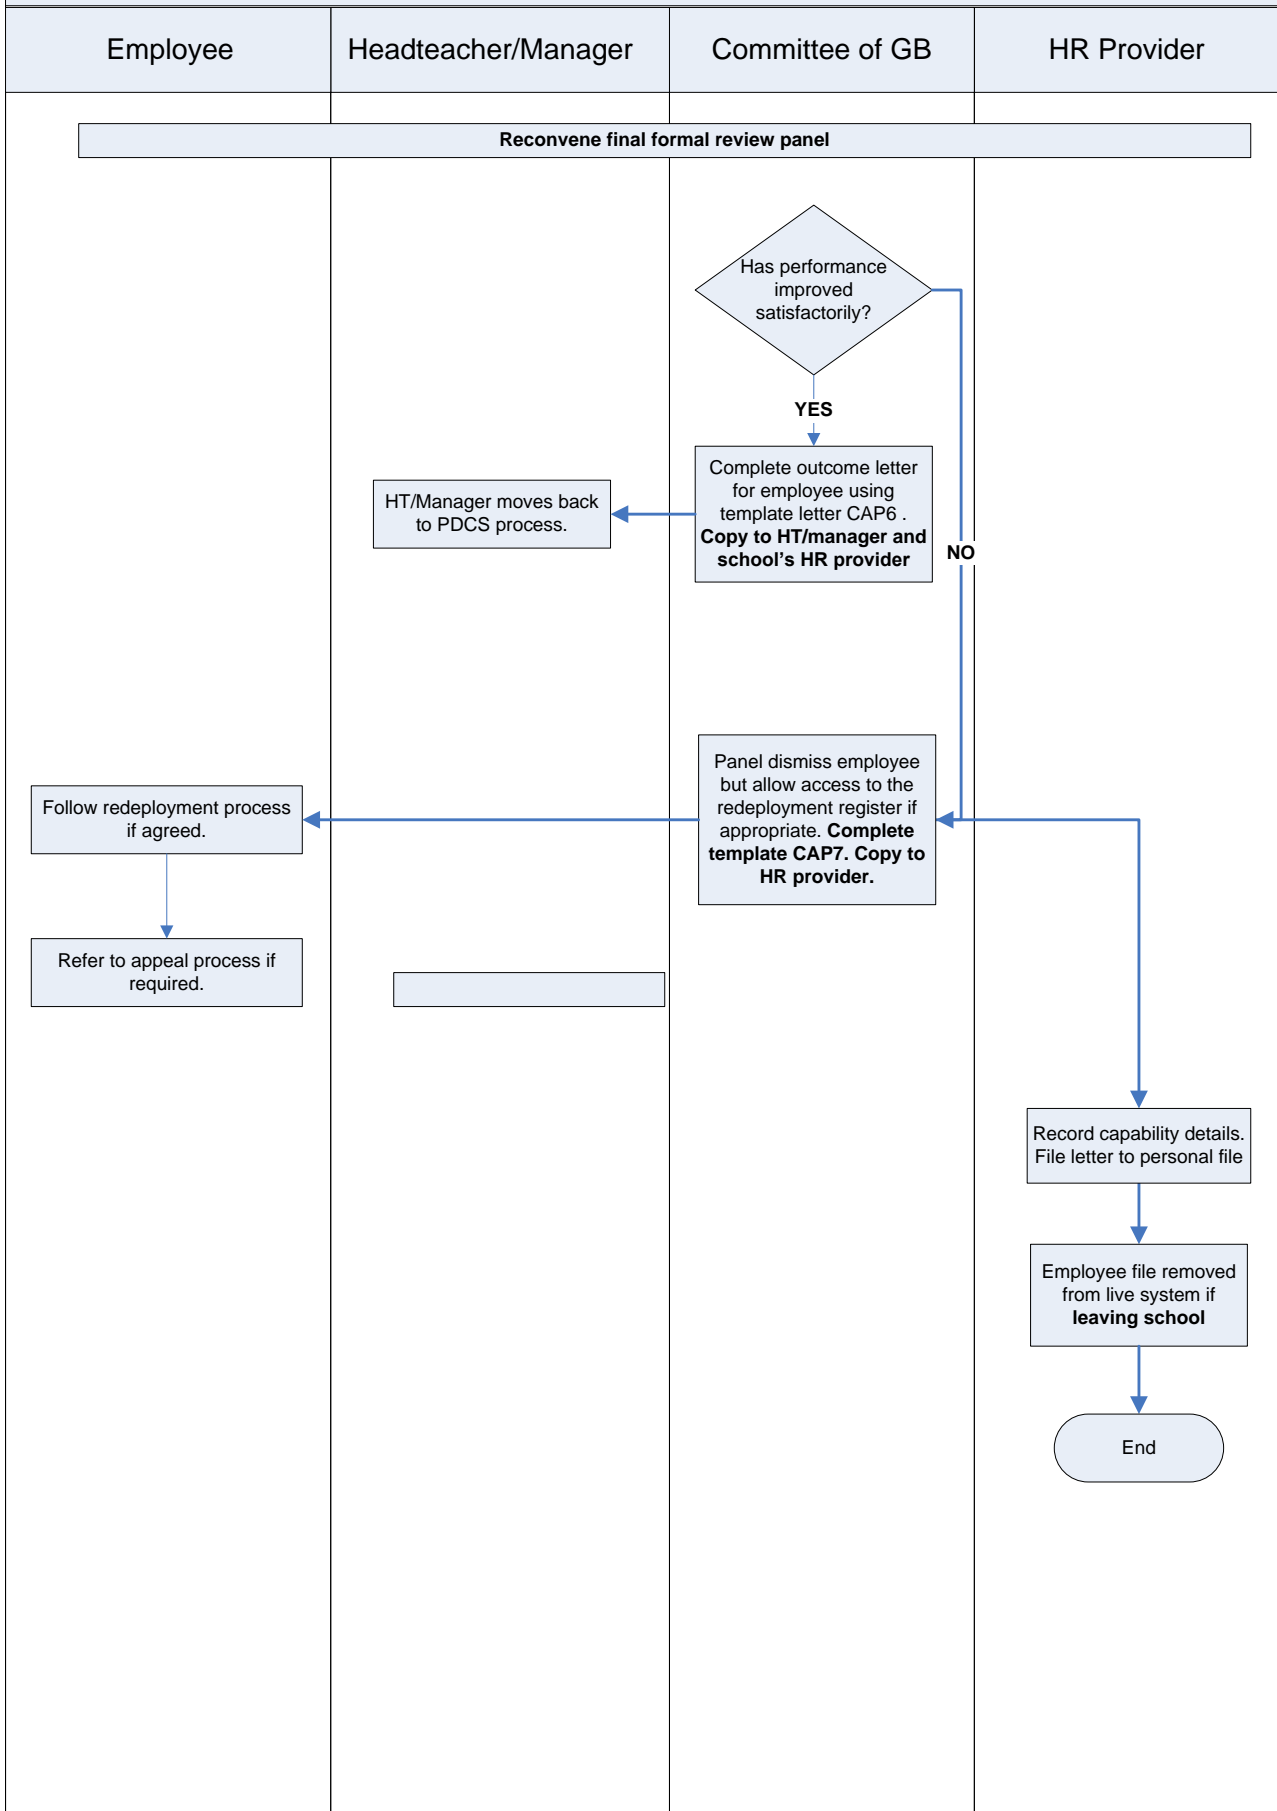 Employee
Headteacher/Manager
Committee of GB
HR Provider
Reconvene final formal review panel
Has performance
improved
satisfactorily?
YES
Complete outcome letter
for employee using
template letter CAP6 .
Copy to HT/manager and
school's HR provider
HT/Manager moves back
to PDCS process.
NO
Panel dismiss employee
but allow access to the
redeployment register if
appropriate. Complete
template CAP7. Copy to
HR provider.
Follow redeployment process
if agreed.
Refer to appeal process if
required.
Record capability details.
File letter to personal file
Employee file removed
from live system if
leaving school
End